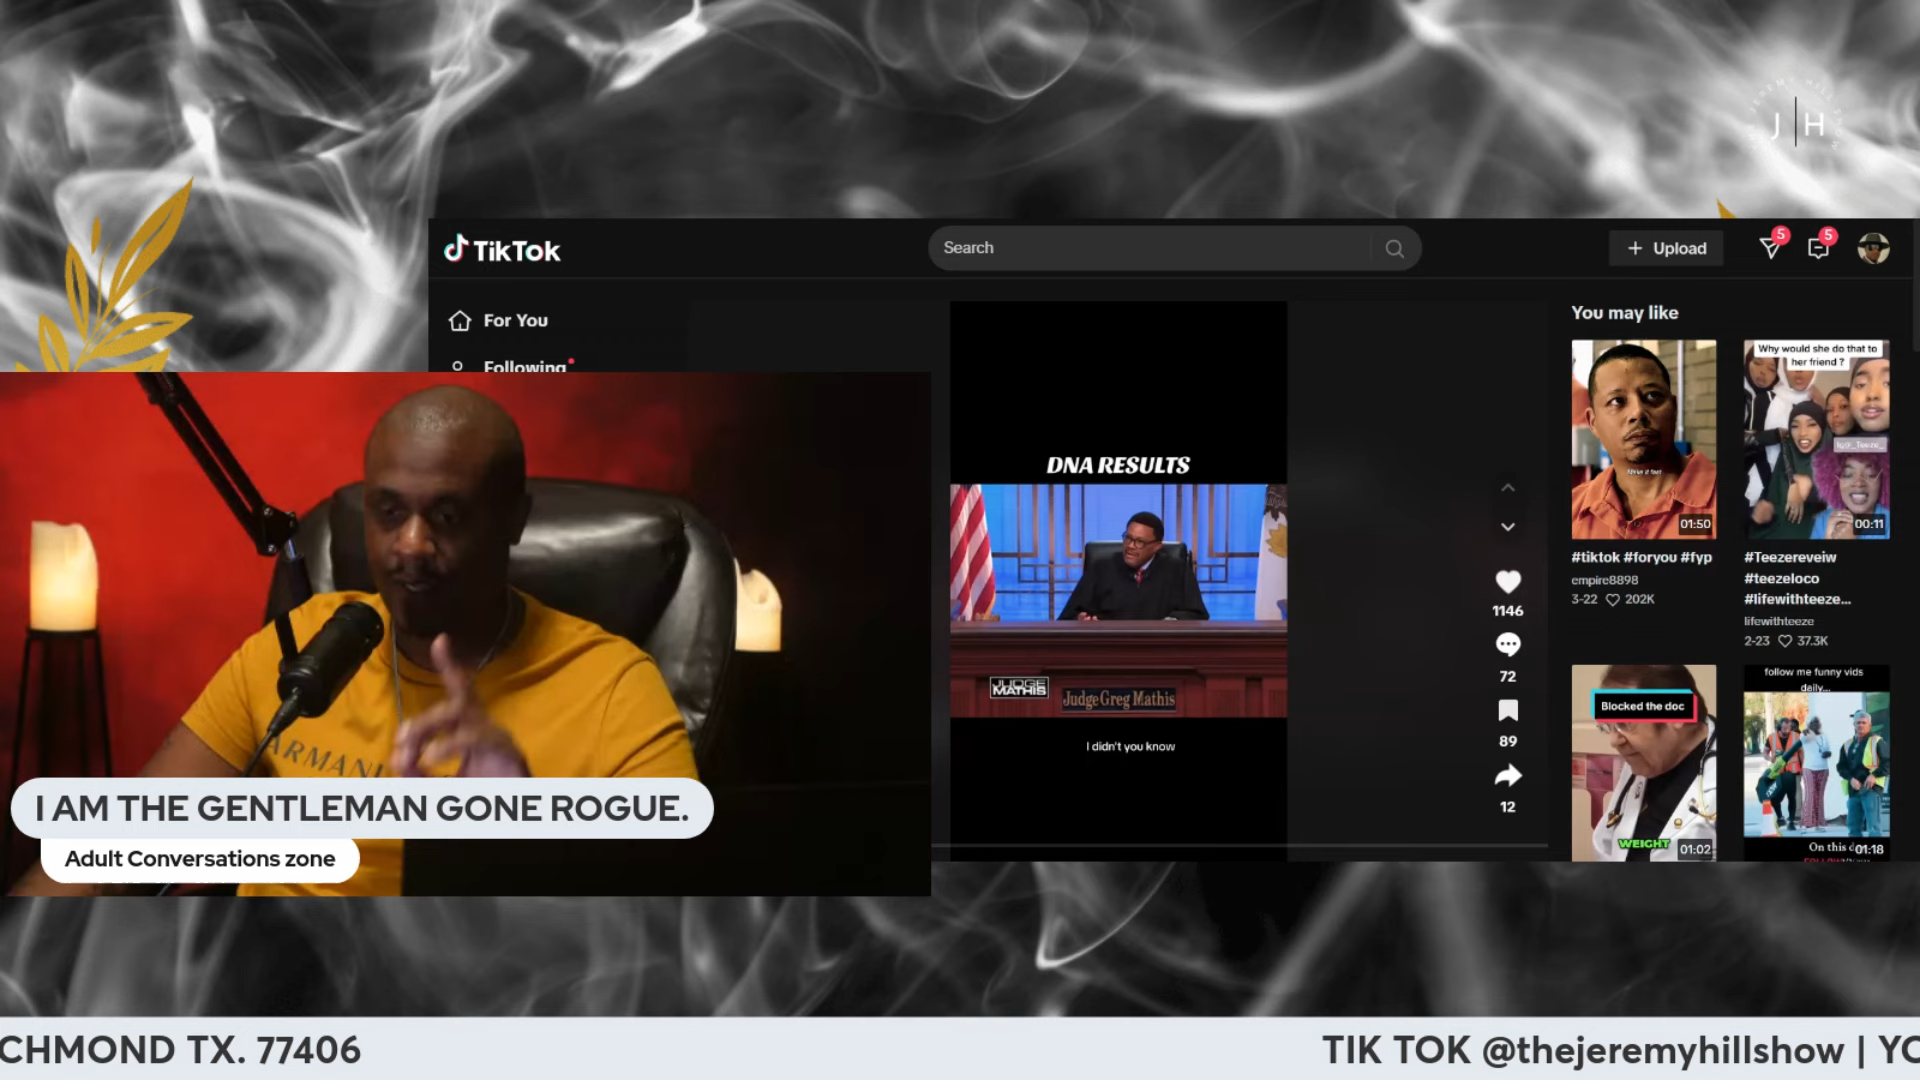 J | H
TikTok
Search
+ Upload
5
5
For You
Following
You may like
DNA RESULTS
JUDGE
MATHIS
Judge Greg Mathis
I didn't you know
1146
72
89
12
01:50
#tiktok #foryou #fyp
empire8898
3-22 202K
Why would she do that to
her friend ?
00:11
#Teezereveiw
#teezeloco
#lifewithteeze...
lifewithteeze
2-23 37.3K
Blocked the doc
WEIGHT
01:02
follow me funny vids
daily...
On this d
01:18
ARMANI
I AM THE GENTLEMAN GONE ROGUE.
Adult Conversations zone
CHMOND TX. 77406
TIK TOK @thejeremyhillshow | YO